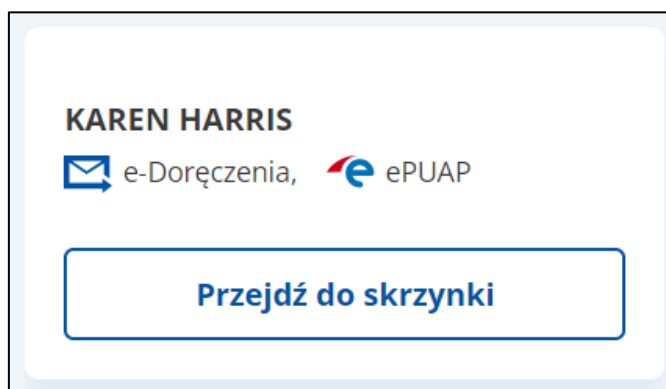 KAREN HARRIS
e-Doręczenia, ePUAP
Przejdź do skrzynki